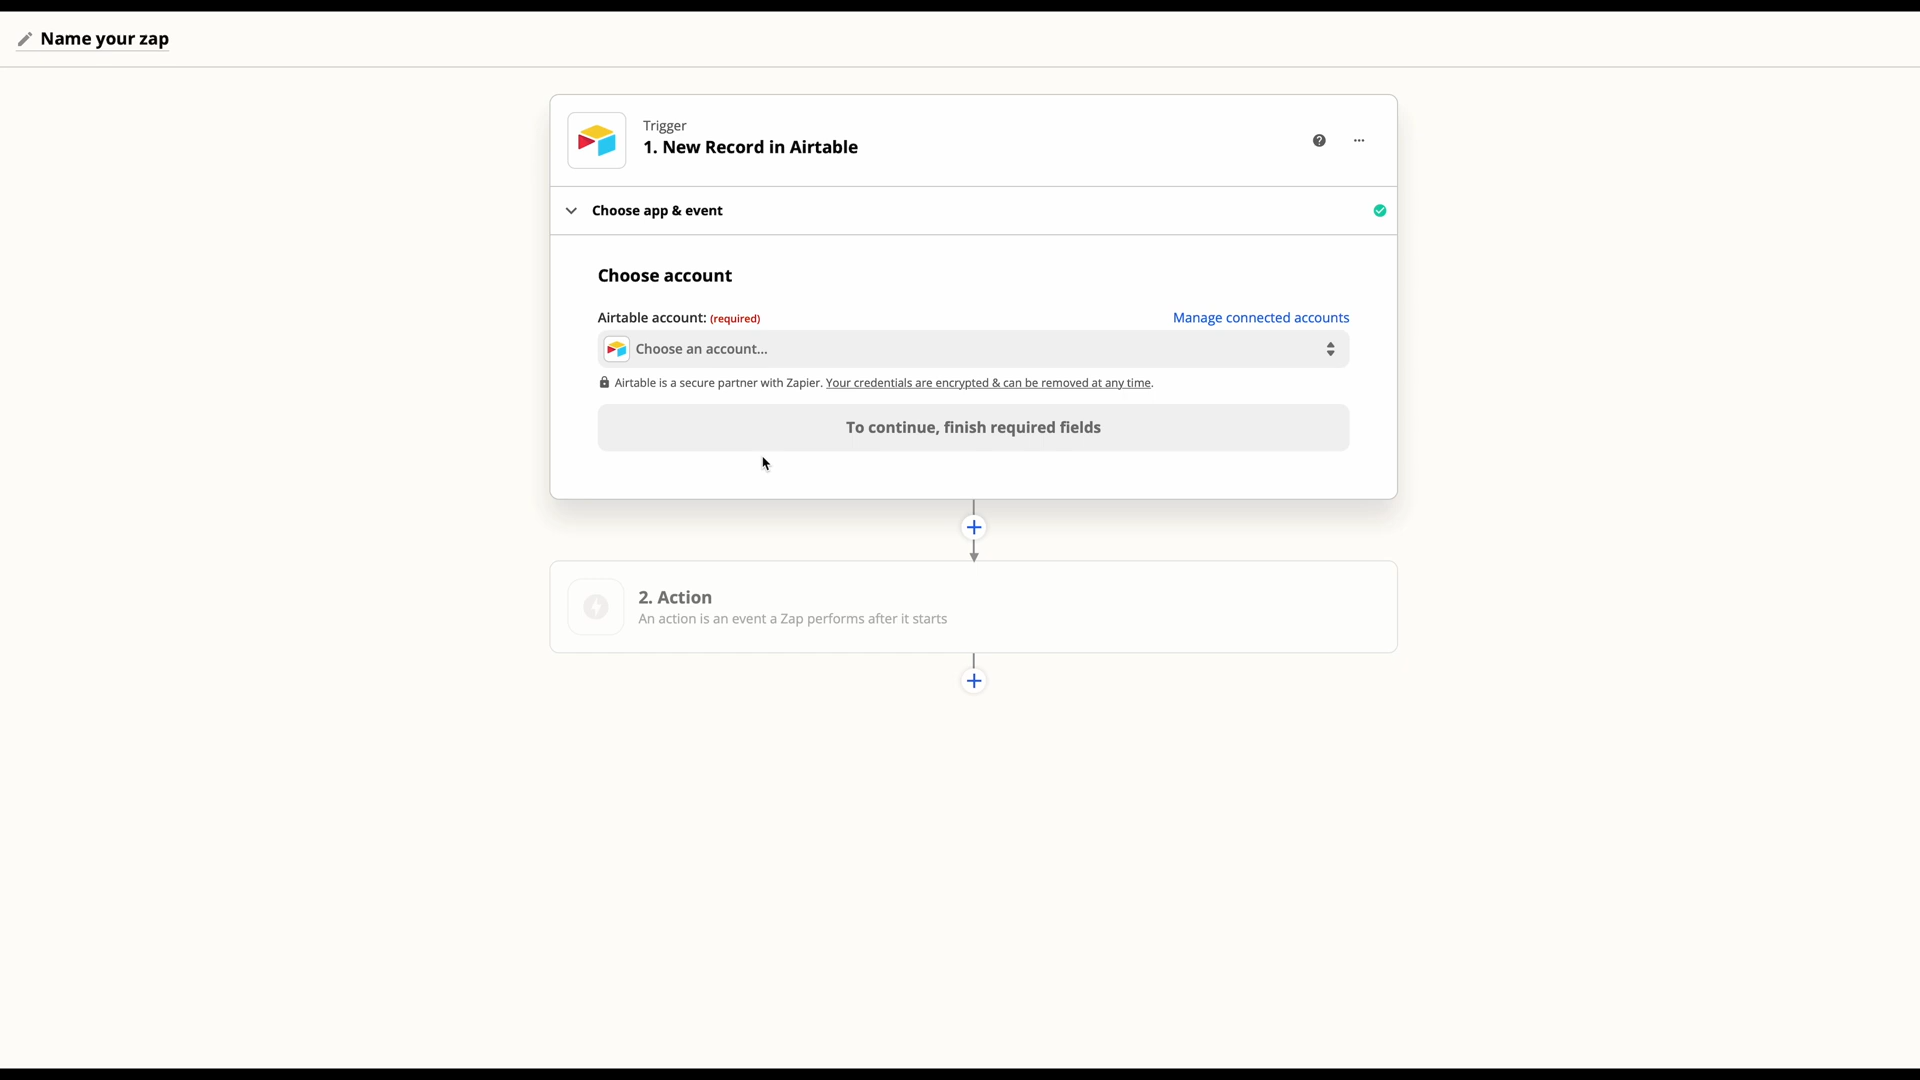 Name your zap
Trigger
1. New Record in Airtable
Choose app & event
Choose account
Airtable account: (required)
Manage connected accounts
Choose an account...
Airtable is a secure partner with Zapier. Your credentials are encrypted & can be removed at any time.
To continue, finish required fields
2. Action
An action is an event a Zap performs after it starts